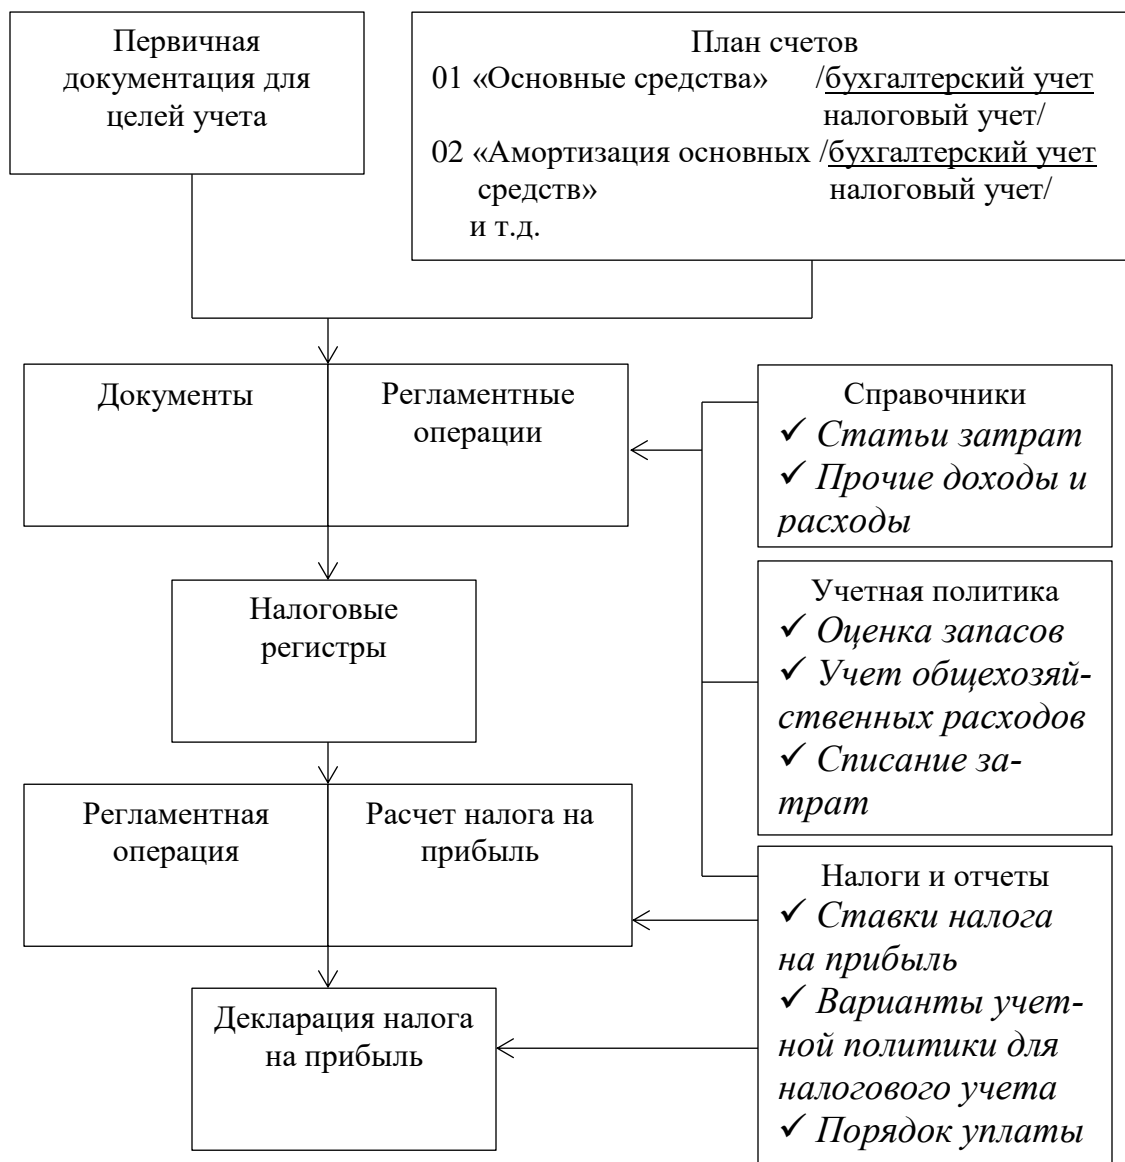 Первичная
документация для
целей учета
План счетов
01 «Основные средства» /бухгалтерский учет
налоговый учет/
02 «Амортизация основных /бухгалтерский учет
средств» налоговый учет/
и т.д.
Документы
Регламентные
операции
Справочники
✓ Статьи затрат
✓ Прочие доходы и
расходы
Налоговые
регистры
Учетная политика
✓ Оценка запасов
✓ Учет общехозяй-
ственных расходов
✓ Списание за-
трат
Регламентная
операция
Расчет налога на
прибыль
Налоги и отчеты
✓ Ставки налога
на прибыль
✓ Варианты учет-
ной политики для
налогового учета
✓ Порядок уплаты
Декларация налога
на прибыль